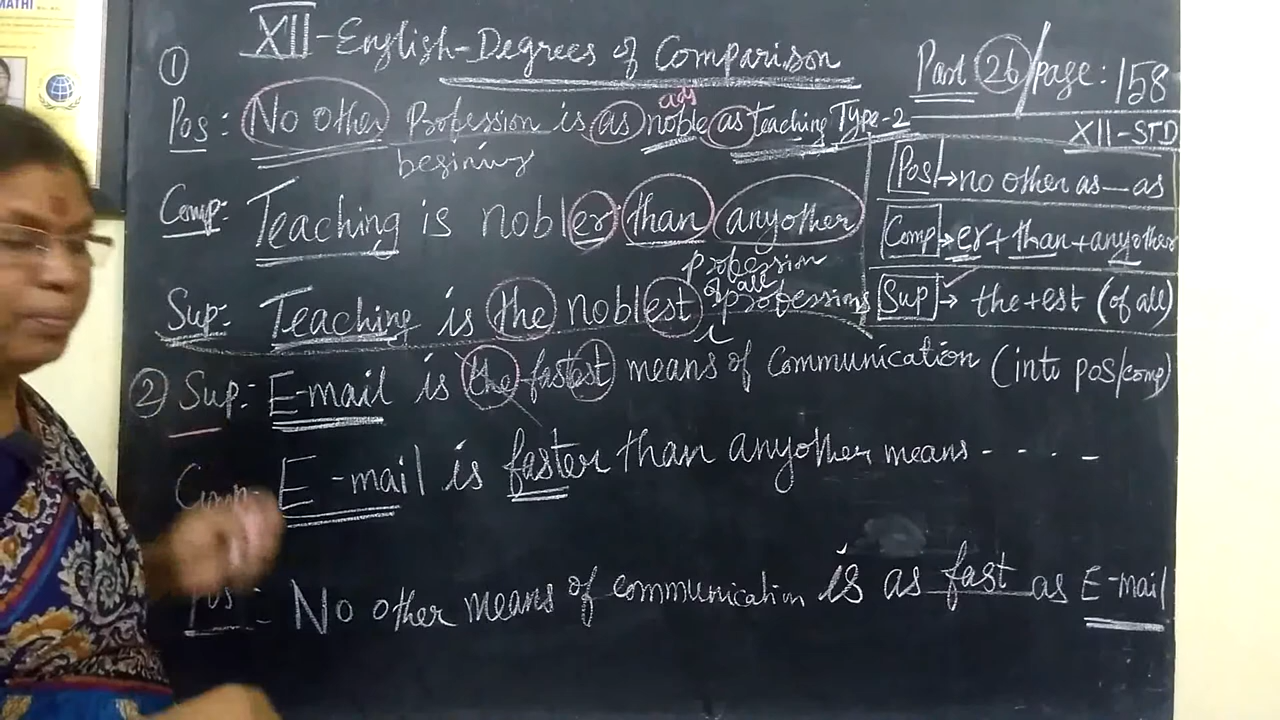 MATHI
XII-English-Degrees of Comparison
Part 26/page: 158
①
Pos: No other Profession is as noble as teaching Type-2
adj
XII-STD
begining
Pos→no other as—as
Comp: Teaching is nobler than anyother
profession
Comp→er+than+anyother
Sup: Teaching is the noblest of all professions
Sup→ the+est (of all)
② Sup: E-mail is the fastest means of communication (into pos/comp)
Comp- E-mail is faster than anyother means - . . . -
Pos:- No other means of communication is as fast as E-mail